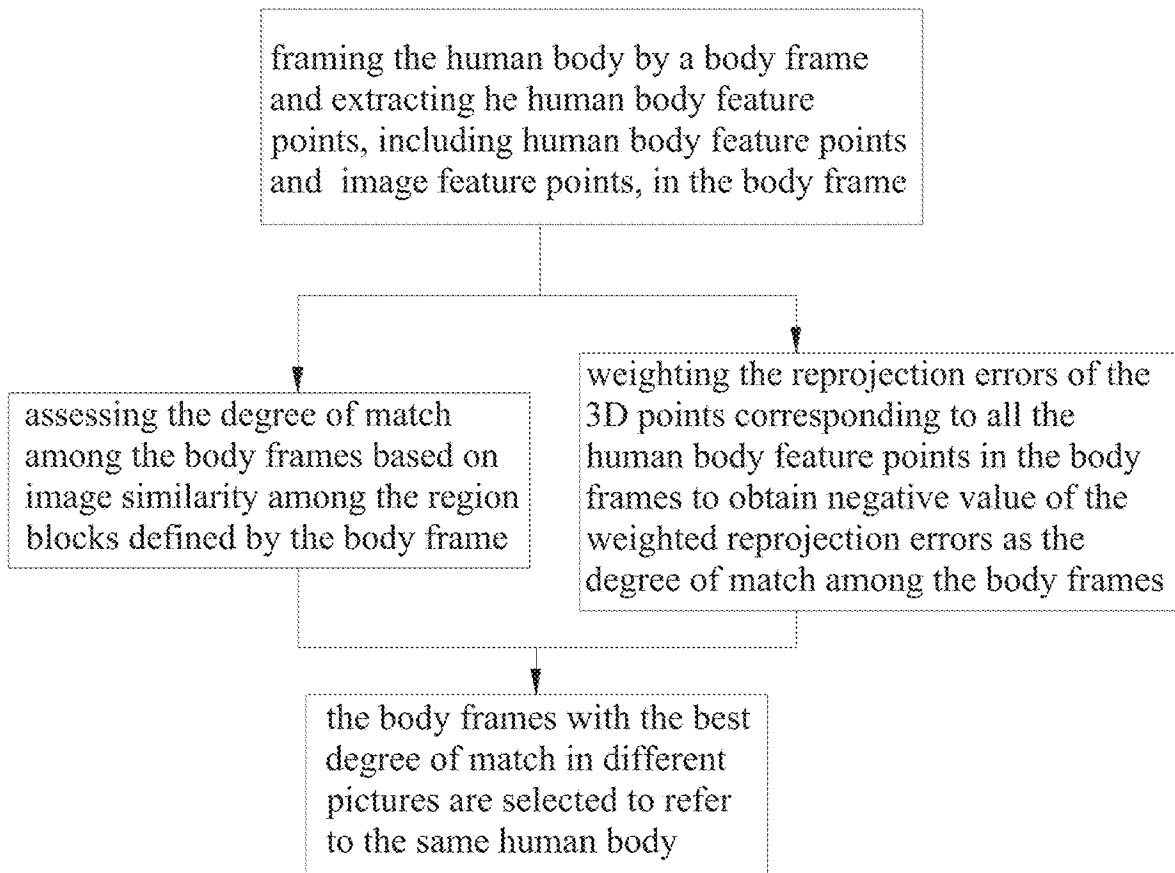 framing the human body by a body frame
and extracting he human body feature
points, including human body feature points
and image feature points, in the body frame
assessing the degree of match
among the body frames based on
image similarity among the region
blocks defined by the body frame
weighting the reprojection errors of the
3D points corresponding to all the
human body feature points in the body
frames to obtain negative value of the
weighted reprojection errors as the
degree of match among the body frames
the body frames with the best
degree of match in different
pictures are selected to refer
to the same human body